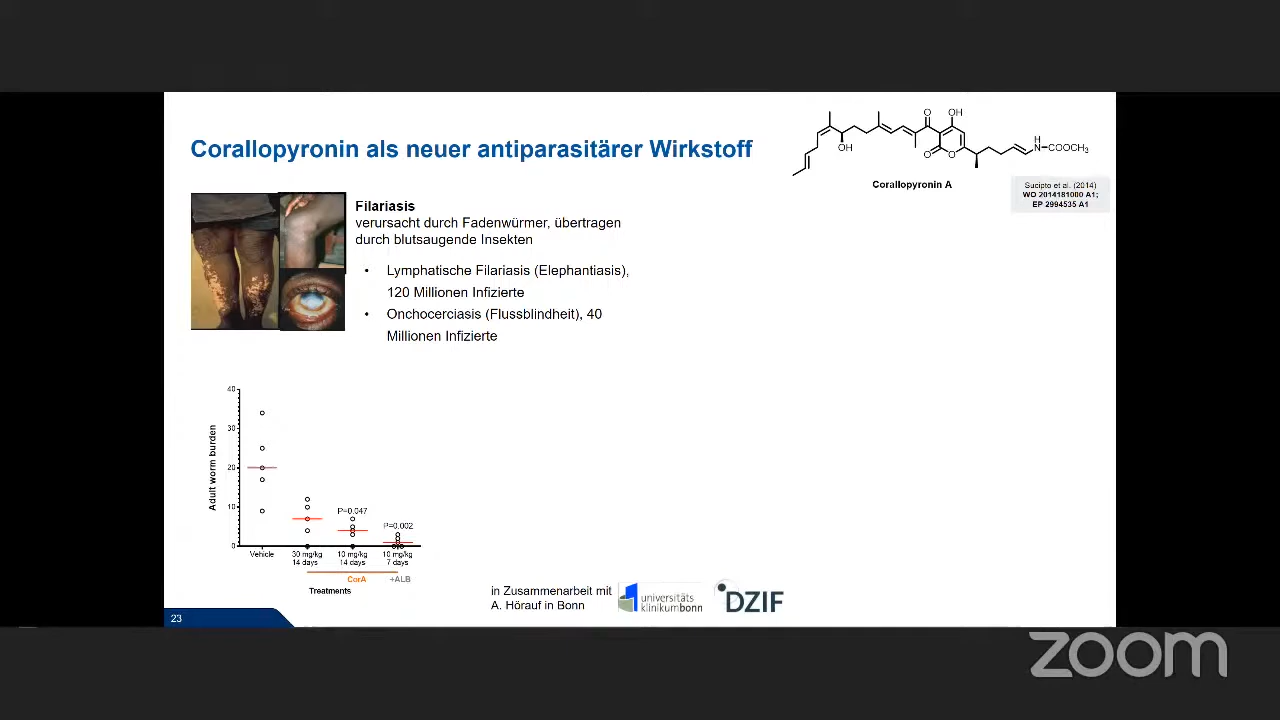 Corallopyronin als neuer antiparasitärer Wirkstoff
O
OH
OH
O
O
H
N
COOCH₃
Corallopyronin A
Sucipto et al. (2014)
WO 2014181000 A1;
EP 2994535 A1
Filariasis
verursacht durch Fadenwürmer, übertragen
durch blutsaugende Insekten
• Lymphatische Filariasis (Elephantiasis),
120 Millionen Infizierte
• Onchocerciasis (Flussblindheit), 40
Millionen Infizierte
Adult worm burden
40
30
20
10
0
P=0.047
P=0.002
Vehicle
30 mg/kg
14 days
10 mg/kg
14 days
10 mg/kg
7 days
CorA
+ALB
Treatments
in Zusammenarbeit mit
A. Hörauf in Bonn
universitäts
klinikumbonn
DZIF
23
zoom